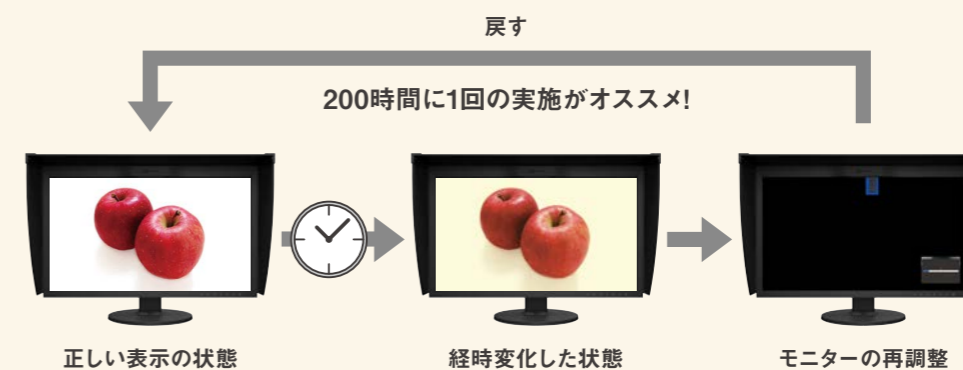 戻す
200時間に1回の実施がオススメ!
正しい表示の状態
経時変化した状態
モニターの再調整